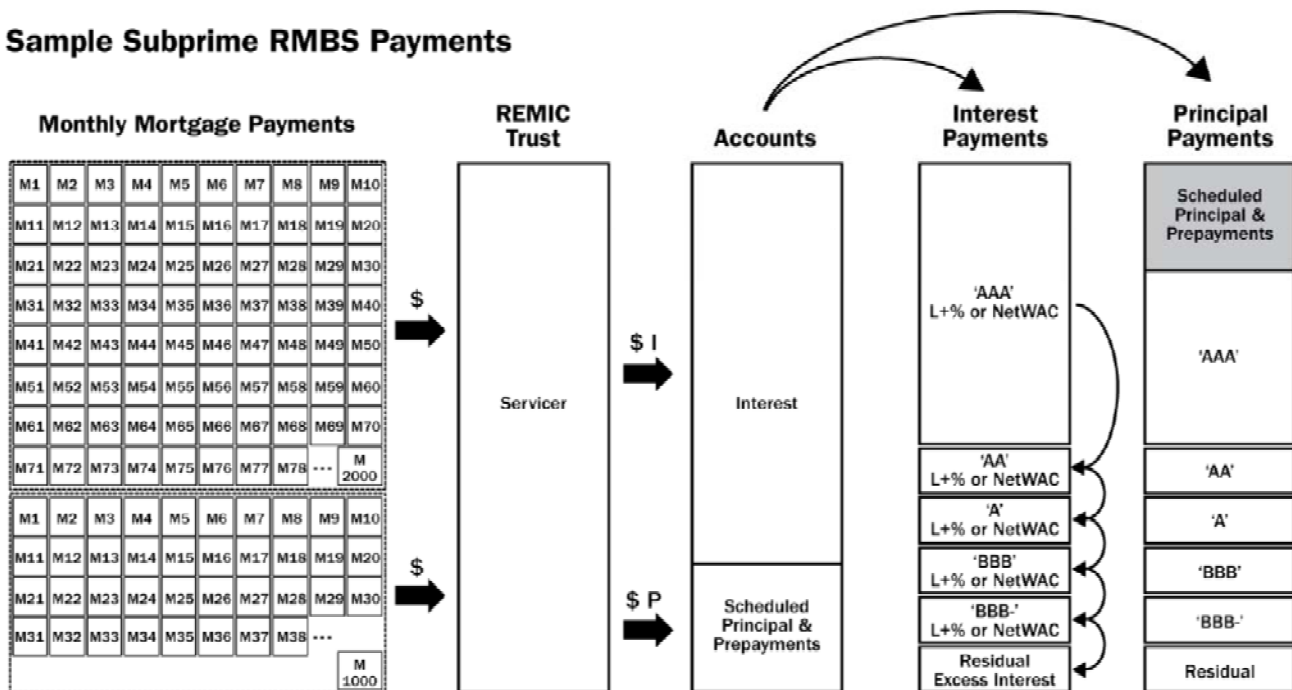 Sample Subprime RMBS Payments
Monthly Mortgage Payments
REMIC
Trust
Accounts
Interest
Payments
Principal
Payments
M1 M2 M3 M4 M5 M6 M7 M8 M9 M10
M11 M12 M13 M14 M15 M16 M17 M18 M19 M20
M21 M22 M23 M24 M25 M26 M27 M28 M29 M30
M31 M32 M33 M34 M35 M36 M37 M38 M39 M40
M41 M42 M43 M44 M45 M46 M47 M48 M49 M50
M51 M52 M53 M54 M55 M56 M57 M58 M59 M60
M61 M62 M63 M64 M65 M66 M67 M68 M69 M70
M71 M72 M73 M74 M75 M76 M77 M78 ··· M
2000
M1 M2 M3 M4 M5 M6 M7 M8 M9 M10
M11 M12 M13 M14 M15 M16 M17 M18 M19 M20
M21 M22 M23 M24 M25 M26 M27 M28 M29 M30
M31 M32 M33 M34 M35 M36 M37 M38 ···
M
1000
$
$
Servicer
$ I
$ P
Interest
Scheduled
Principal &
Prepayments
'AAA'
L+% or NetWAC
'AA'
L+% or NetWAC
'A'
L+% or NetWAC
'BBB'
L+% or NetWAC
'BBB-'
L+% or NetWAC
Residual
Excess Interest
Scheduled
Principal &
Prepayments
'AAA'
'AA'
'A'
'BBB'
'BBB-'
Residual